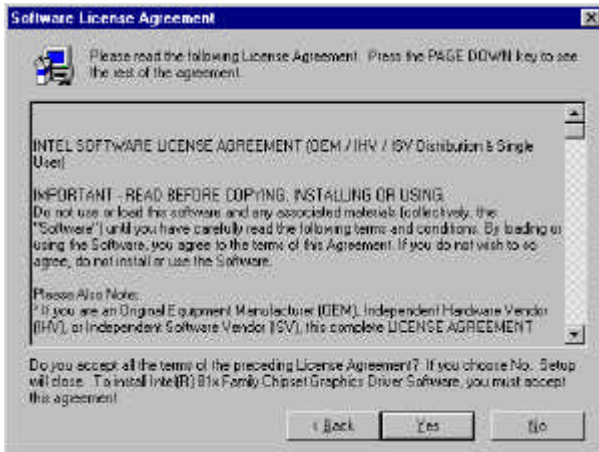 Software License Agreement
Please read the following License Agreement. Press the PAGE DOWN key to see
the rest of the agreement.
INTEL SOFTWARE LICENSE AGREEMENT (OEM / IHV / ISV Distribution & Single
User)
IMPORTANT - READ BEFORE COPYING, INSTALLING OR USING.
Do not use or load this software and any associated materials (collectively, the
"Software") until you have carefully read the following terms and conditions. By loading or
using the Software, you agree to the terms of this Agreement. If you do not wish to so
agree, do not install or use the Software.
Please Also Note:
* If you are an Original Equipment Manufacturer (OEM), Independent Hardware Vendor
(IHV), or Independent Software Vendor (ISV), this complete LICENSE AGREEMENT
Do you accept all the terms of the preceding License Agreement? If you choose No, Setup
will close. To install Intel(R) 81x Family Chipset Graphics Driver Software, you must accept
this agreement.
< Back
Yes
No